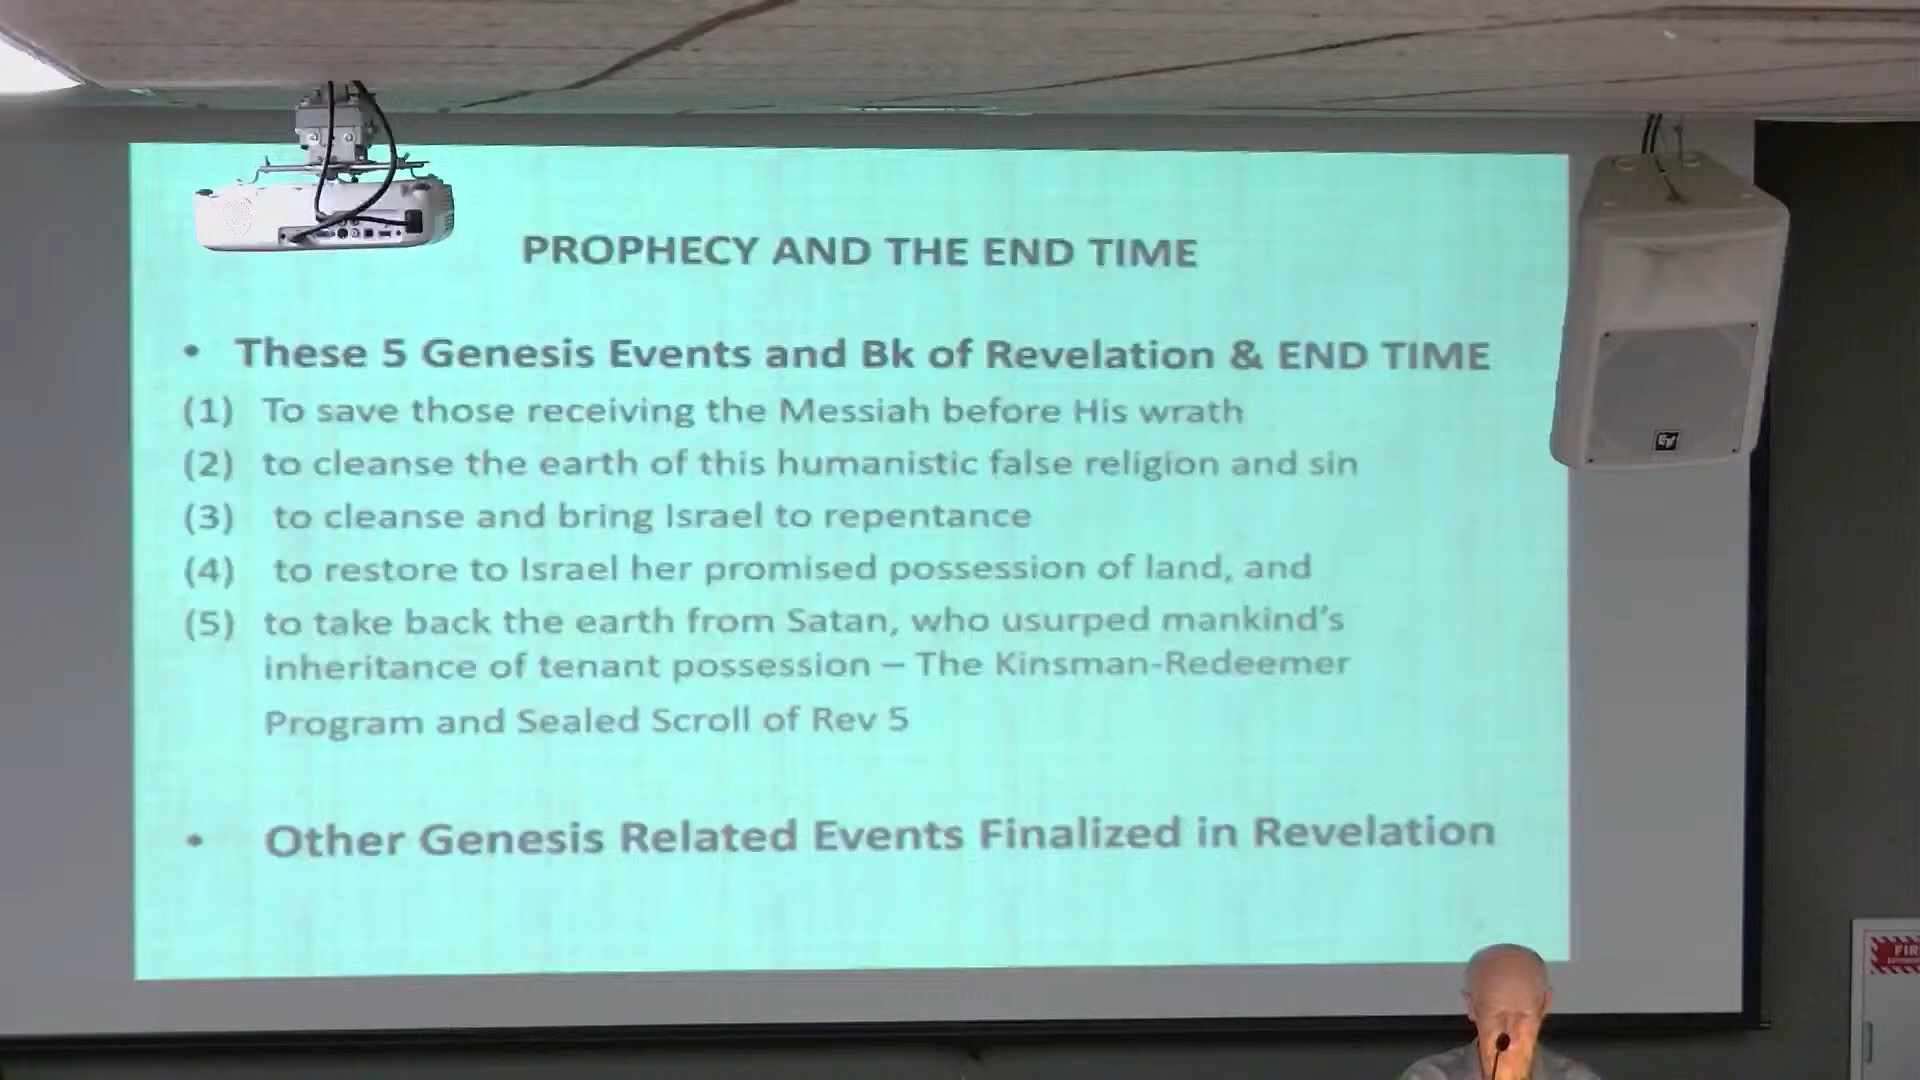 PROPHECY AND THE END TIME
• These 5 Genesis Events and Bk of Revelation & END TIME
(1) To save those receiving the Messiah before His wrath
(2) to cleanse the earth of this humanistic false religion and sin
(3) to cleanse and bring Israel to repentance
(4) to restore to Israel her promised possession of land, and
(5) to take back the earth from Satan, who usurped mankind's
inheritance of tenant possession – The Kinsman-Redeemer
Program and Sealed Scroll of Rev 5
• Other Genesis Related Events Finalized in Revelation
EV
FIR